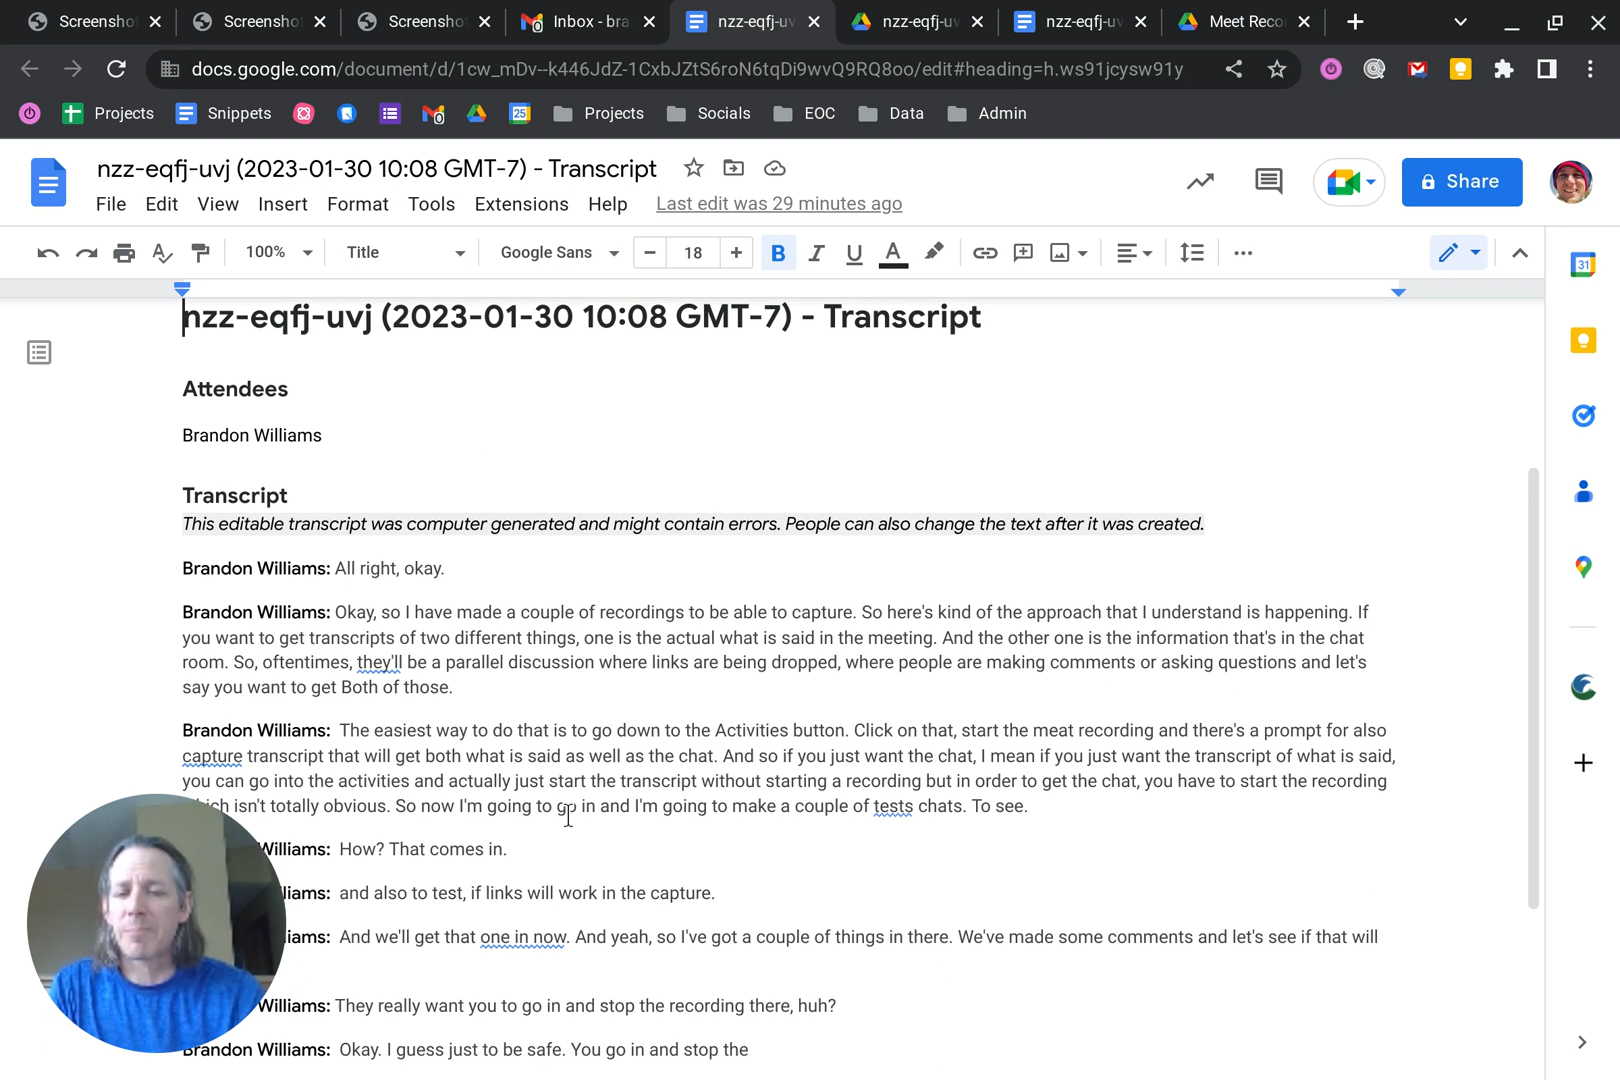 Screenshot
Screenshot
Screenshot
Inbox - bra
nzz-eqfj-uv
nzz-eqfj-uv
nzz-eqfj-uv
Meet Reco
docs.google.com/document/d/1cw_mDv--k446JdZ-1CxbJZtS6roN6tqDi9wvQ9RQ8oo/edit#heading=h.ws91jcysw91y
Projects
Snippets
0
25
Projects
Socials
EOC
Data
Admin
nzz-eqfj-uvj (2023-01-30 10:08 GMT-7) - Transcript
File Edit View Insert Format Tools Extensions Help Last edit was 29 minutes ago
Share
100% Title Google Sans 18 B I U A
31
nzz-eqfj-uvj (2023-01-30 10:08 GMT-7) - Transcript
Attendees
Brandon Williams
Transcript
This editable transcript was computer generated and might contain errors. People can also change the text after it was created.
Brandon Williams: All right, okay.
Brandon Williams: Okay, so I have made a couple of recordings to be able to capture. So here's kind of the approach that I understand is happening. If
you want to get transcripts of two different things, one is the actual what is said in the meeting. And the other one is the information that's in the chat
room. So, oftentimes, they'll be a parallel discussion where links are being dropped, where people are making comments or asking questions and let's
say you want to get Both of those.
Brandon Williams: The easiest way to do that is to go down to the Activities button. Click on that, start the meat recording and there's a prompt for also
capture transcript that will get both what is said as well as the chat. And so if you just want the chat, I mean if you just want the transcript of what is said,
you can go into the activities and actually just start the transcript without starting a recording but in order to get the chat, you have to start the recording
which isn't totally obvious. So now I'm going to go in and I'm going to make a couple of tests chats. To see.
Williams: How? That comes in.
lliams: and also to test, if links will work in the capture.
iams: And we'll get that one in now. And yeah, so I've got a couple of things in there. We've made some comments and let's see if that will
Williams: They really want you to go in and stop the recording there, huh?
Brandon Williams: Okay. I guess just to be safe. You go in and stop the